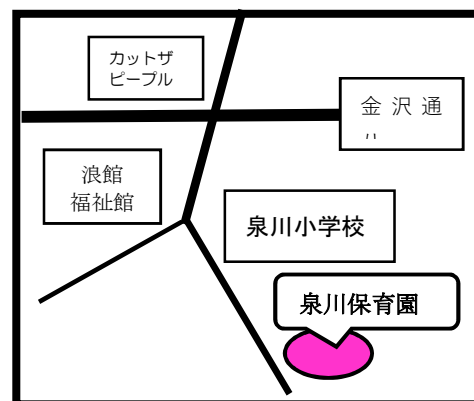 カットザ
ピープル
金沢通
浪館
福祉館
泉川小学校
泉川保育園